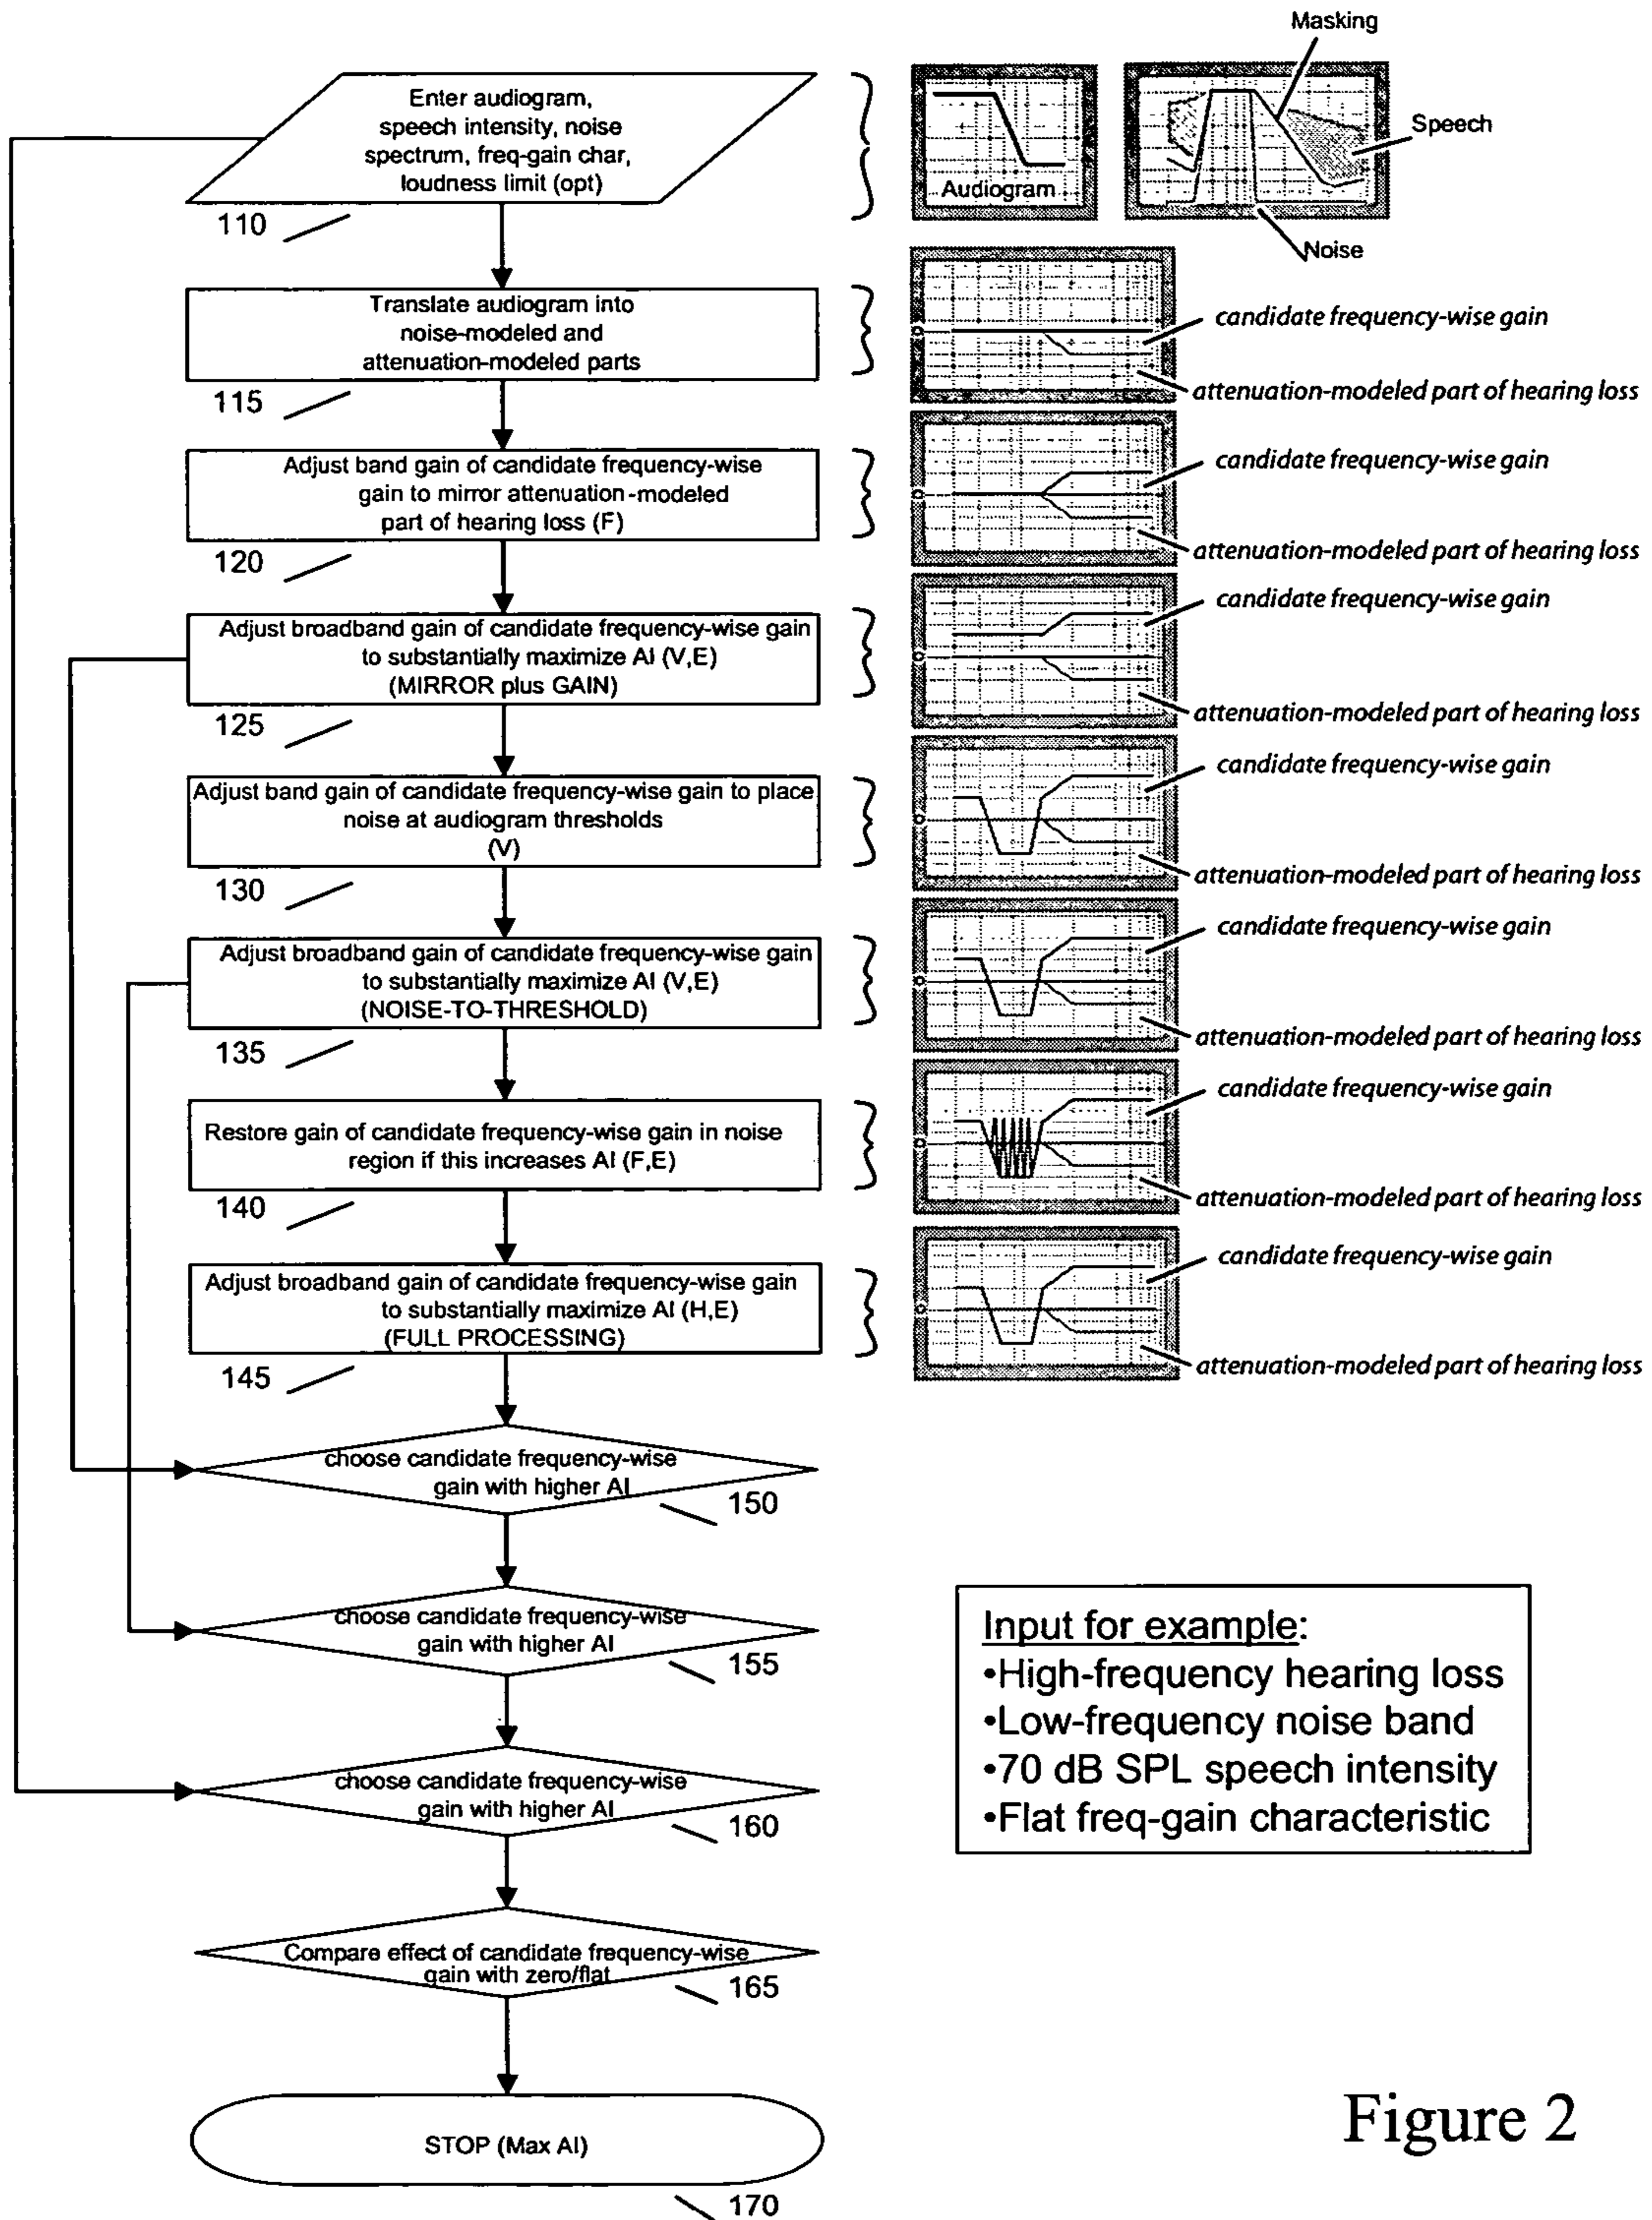 Masking
Enter audiogram,
speech intensity, noise
spectrum, freq-gain char,
loudness limit (opt)
110
Audiogram
Speech
Noise
Translate audiogram into
noise-modeled and
attenuation-modeled parts
115
candidate frequency-wise gain
attenuation-modeled part of hearing loss
Adjust band gain of candidate frequency-wise
gain to mirror attenuation-modeled
part of hearing loss (F)
120
candidate frequency-wise gain
attenuation-modeled part of hearing loss
Adjust broadband gain of candidate frequency-wise gain
to substantially maximize AI (V,E)
(MIRROR plus GAIN)
125
candidate frequency-wise gain
attenuation-modeled part of hearing loss
Adjust band gain of candidate frequency-wise gain to place
noise at audiogram thresholds
(V)
130
candidate frequency-wise gain
attenuation-modeled part of hearing loss
Adjust broadband gain of candidate frequency-wise gain
to substantially maximize AI (V,E)
(NOISE-TO-THRESHOLD)
135
candidate frequency-wise gain
attenuation-modeled part of hearing loss
Restore gain of candidate frequency-wise gain in noise
region if this increases AI (F,E)
140
candidate frequency-wise gain
attenuation-modeled part of hearing loss
Adjust broadband gain of candidate frequency-wise gain
to substantially maximize AI (H,E)
(FULL PROCESSING)
145
candidate frequency-wise gain
attenuation-modeled part of hearing loss
choose candidate frequency-wise
gain with higher AI
150
choose candidate frequency-wise
gain with higher AI
155
choose candidate frequency-wise
gain with higher AI
160
Compare effect of candidate frequency-wise
gain with zero/flat
165
STOP (Max AI)
170
Input for example:
•High-frequency hearing loss
•Low-frequency noise band
•70 dB SPL speech intensity
•Flat freq-gain characteristic
Figure 2